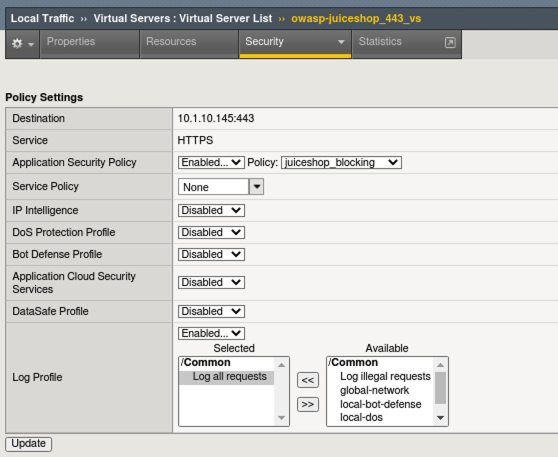 Local Traffic ›› Virtual Servers : Virtual Server List ›› owasp-juiceshop_443_vs
Properties Resources Security Statistics
Policy Settings
Destination 10.1.10.145:443
Service HTTPS
Application Security Policy Enabled... Policy: juiceshop_blocking
Service Policy None
IP Intelligence Disabled
DoS Protection Profile Disabled
Bot Defense Profile Disabled
Application Cloud Security
Services Disabled
DataSafe Profile Disabled
Log Profile Enabled...
Selected Available
/Common /Common
Log all requests Log illegal requests
<< global-network
>> local-bot-defense
local-dos
Update